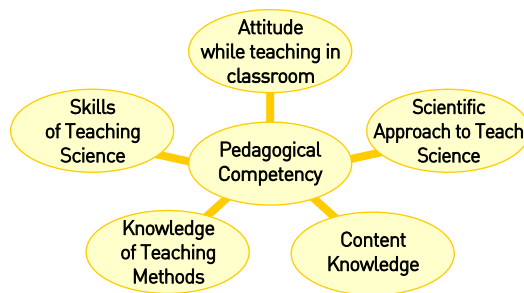 Attitude
while teaching in
classroom
Skills
of Teaching
Science
Scientific
Approach to Teach
Science
Pedagogical
Competency
Knowledge
of Teaching
Methods
Content
Knowledge